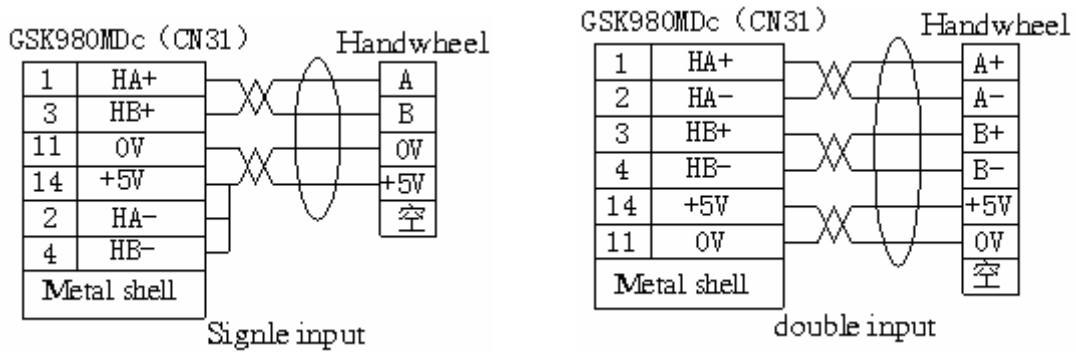 GSK980MDc（CN31）
Handwheel
1 HA+ A
3 HB+ B
11 0V 0V
14 +5V +5V
2 HA- 空
4 HB-
Metal shell
Signle input
GSK980MDc（CN31）
Handwheel
1 HA+ A+
2 HA- A-
3 HB+ B+
4 HB- B-
14 +5V +5V
11 0V 0V
Metal shell 空
double input